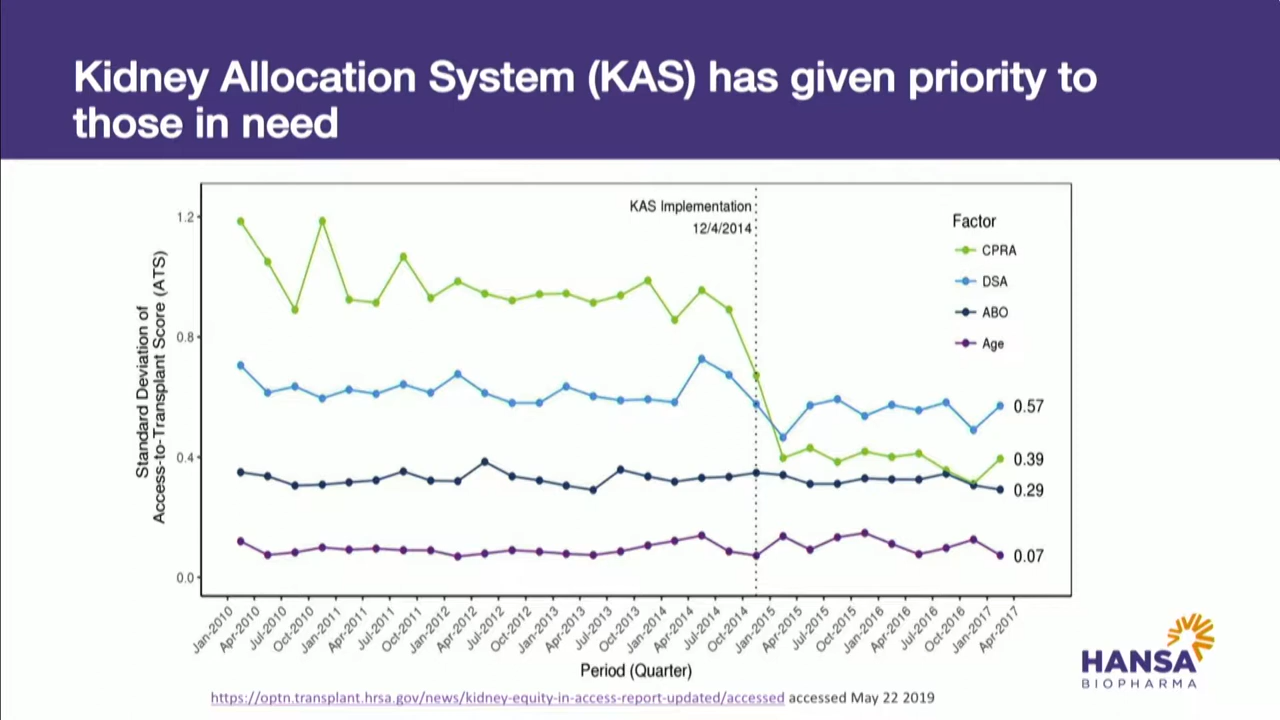 Kidney Allocation System (KAS) has given priority to
those in need
KAS Implementation
12/4/2014
Factor
CPRA
DSA
ABO
Age
1.2
0.8
0.4
0.0
Standard Deviation of
Access-to-Transplant Score (ATS)
0.57
0.39
0.29
0.07
Jan-2010
Apr-2010
Jul-2010
Oct-2010
Jan-2011
Apr-2011
Jul-2011
Oct-2011
Jan-2012
Apr-2012
Jul-2012
Oct-2012
Jan-2013
Apr-2013
Jul-2013
Oct-2013
Jan-2014
Apr-2014
Jul-2014
Oct-2014
Jan-2015
Apr-2015
Jul-2015
Oct-2015
Jan-2016
Apr-2016
Jul-2016
Oct-2016
Jan-2017
Apr-2017
Period (Quarter)
https://optn.transplant.hrsa.gov/news/kidney-equity-in-access-report-updated/accessed accessed May 22 2019
HANSA
BIOPHARMA